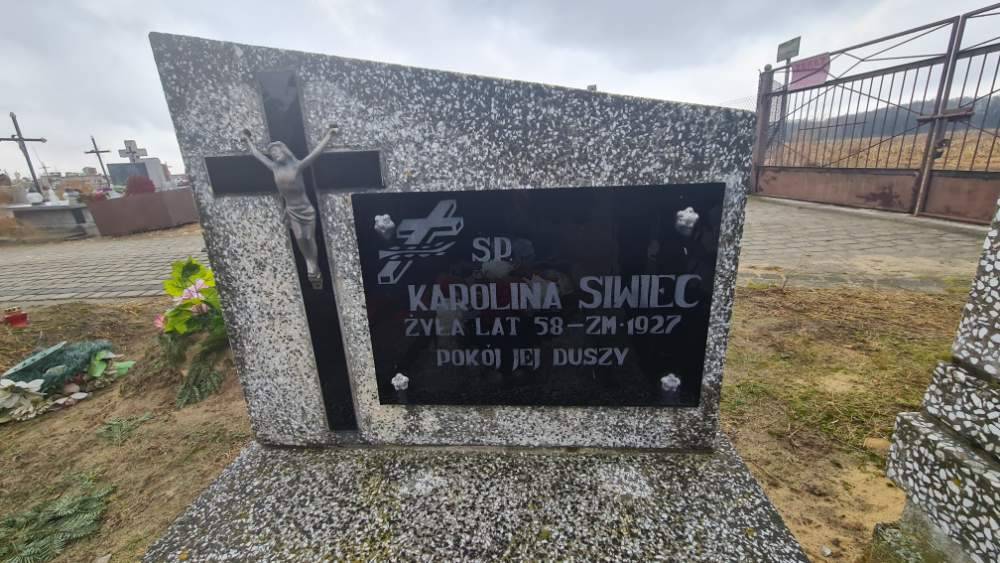 SP
KAROLINA SIWIEC
ŻYŁA LAT 58-ZM·1927
POKÓJ JEJ DUSZY